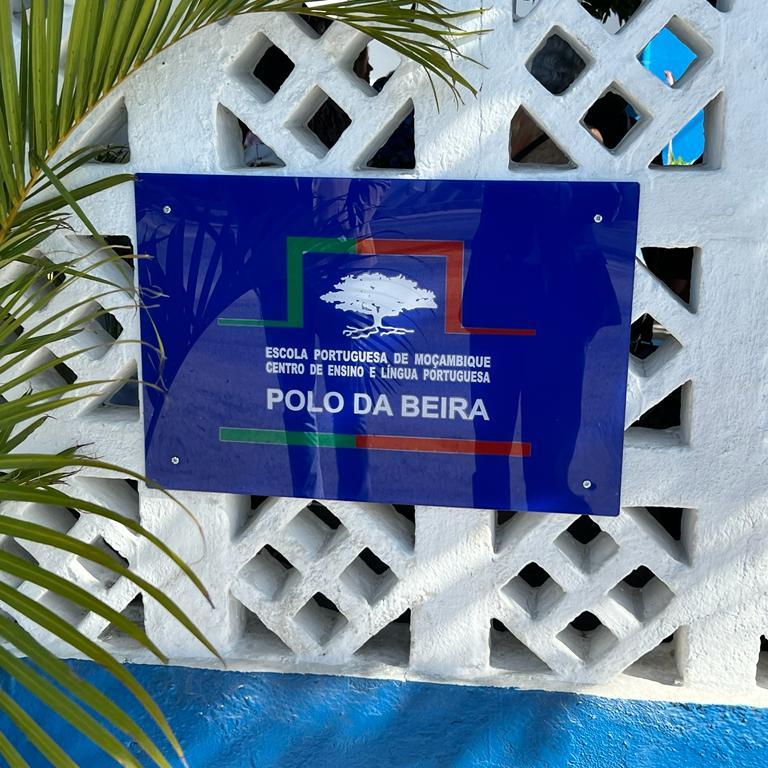 ESCOLA PORTUGUESA DE MOÇAMBIQUE
CENTRO DE ENSINO E LÍNGUA PORTUGUESA
POLO DA BEIRA